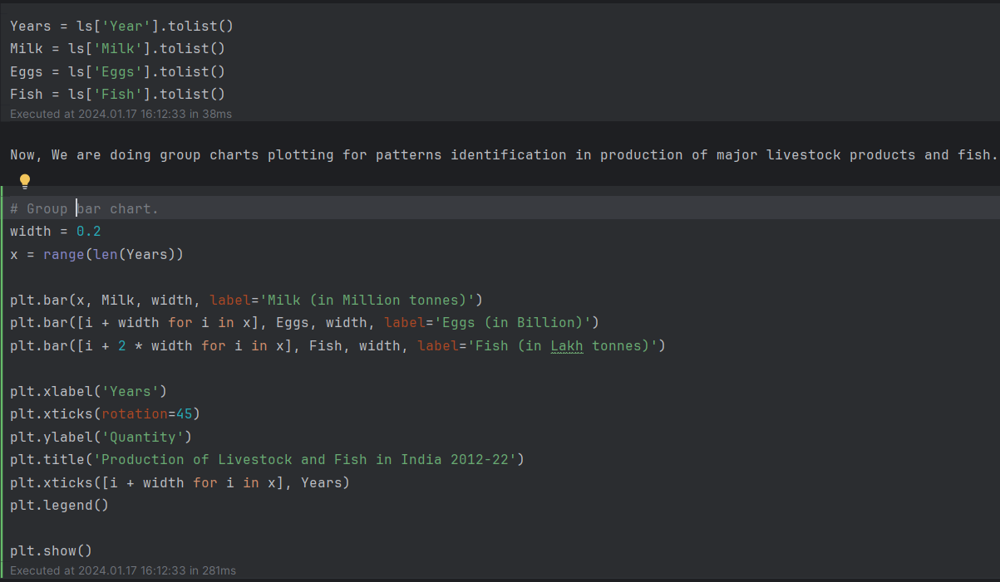 Years = ls['Year'].tolist()
Milk = ls['Milk'].tolist()
Eggs = ls['Eggs'].tolist()
Fish = ls['Fish'].tolist()
Executed at 2024.01.17 16:12:33 in 38ms
Now, We are doing group charts plotting for patterns identification in production of major livestock products and fish.
# Group bar chart.
width = 0.2
x = range(len(Years))
plt.bar(x, Milk, width, label='Milk (in Million tonnes)')
plt.bar([i + width for i in x], Eggs, width, label='Eggs (in Billion)')
plt.bar([i + 2 * width for i in x], Fish, width, label='Fish (in Lakh tonnes)')
plt.xlabel('Years')
plt.xticks(rotation=45)
plt.ylabel('Quantity')
plt.title('Production of Livestock and Fish in India 2012-22')
plt.xticks([i + width for i in x], Years)
plt.legend()
plt.show()
Executed at 2024.01.17 16:12:33 in 281ms